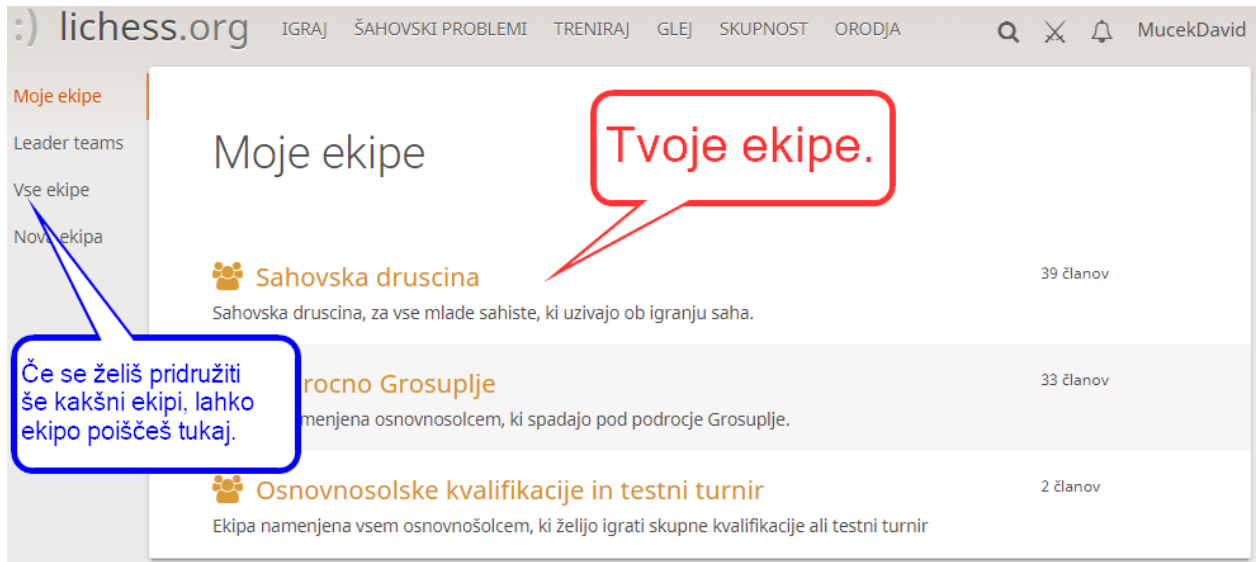 :) lichess.org IGRAJ ŠAHOVSKI PROBLEMI TRENIRAJ GLEJ SKUPNOST ORODJA MucekDavid
Moje ekipe
Leader teams
Vse ekipe
Nova ekipa
Moje ekipe
Tvoje ekipe.
Sahovska druscina 39 članov
Sahovska druscina, za vse mlade sahiste, ki uzivajo ob igranju saha.
Če se želiš pridružiti
še kakšni ekipi, lahko
ekipo poiščeš tukaj.
Grosuplje 33 članov
osnovnosolcem, ki spadajo pod podrocje Grosuplje.
Osnovnosolske kvalifikacije in testni turnir 2 članov
Ekipa namenjena vsem osnovnošolcem, ki želijo igrati skupne kvalifikacije ali testni turnir